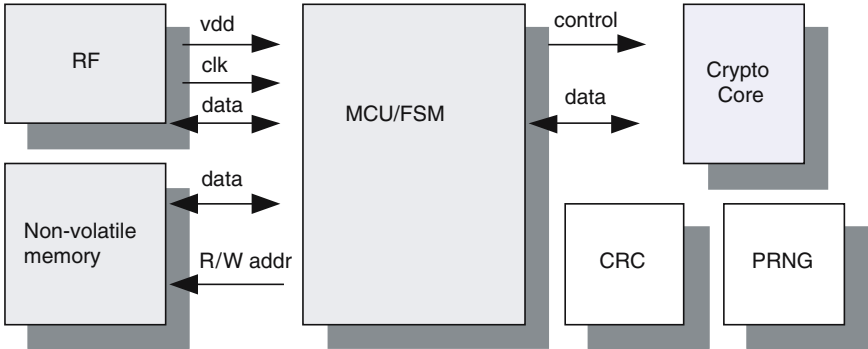 RF
vdd
clk
data
MCU/FSM
control
data
Crypto
Core
Non-volatile
memory
data
R/W addr
CRC
PRNG